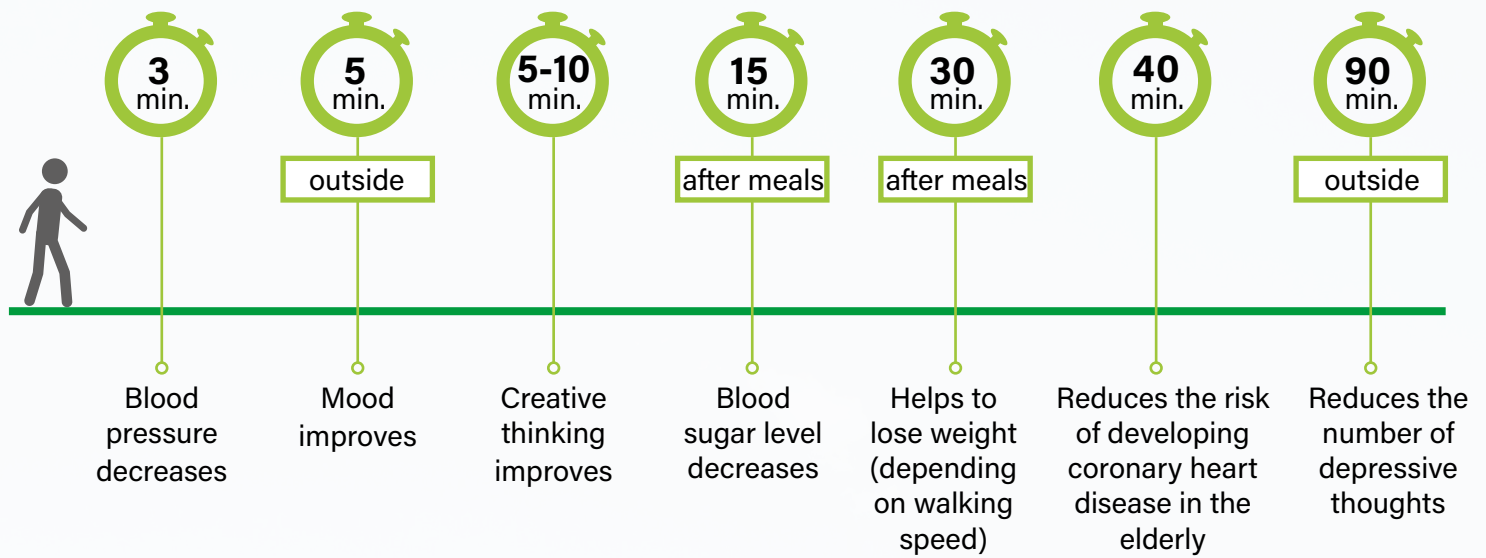 3
min.
5
min.
5-10
min.
15
min.
30
min.
40
min.
90
min.
outside
after meals
after meals
outside
Blood
pressure
decreases
Mood
improves
Creative
thinking
improves
Blood
sugar level
decreases
Helps to
lose weight
(depending
on walking
speed)
Reduces the risk
of developing
coronary heart
disease in the
elderly
Reduces the
number of
depressive
thoughts